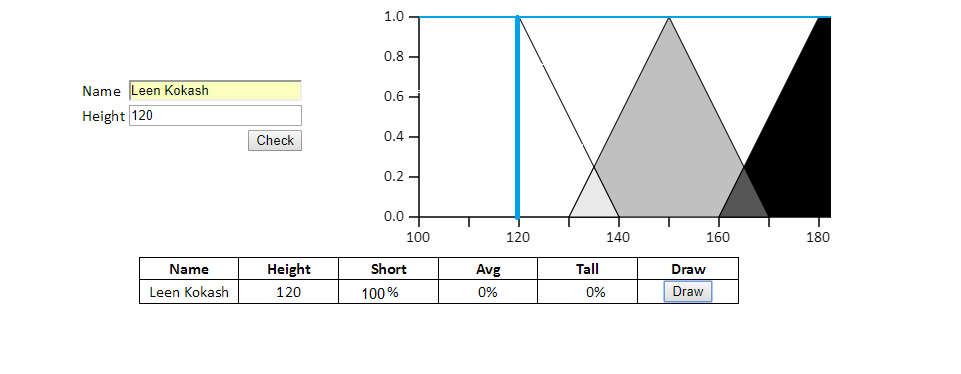 Name Leen Kokash
Height 120
Check
1.0
0.8
0.6
0.4
0.2
0.0
100 120 140 160 180
Name Height Short Avg Tall Draw
Leen Kokash 120 100% 0% 0% Draw